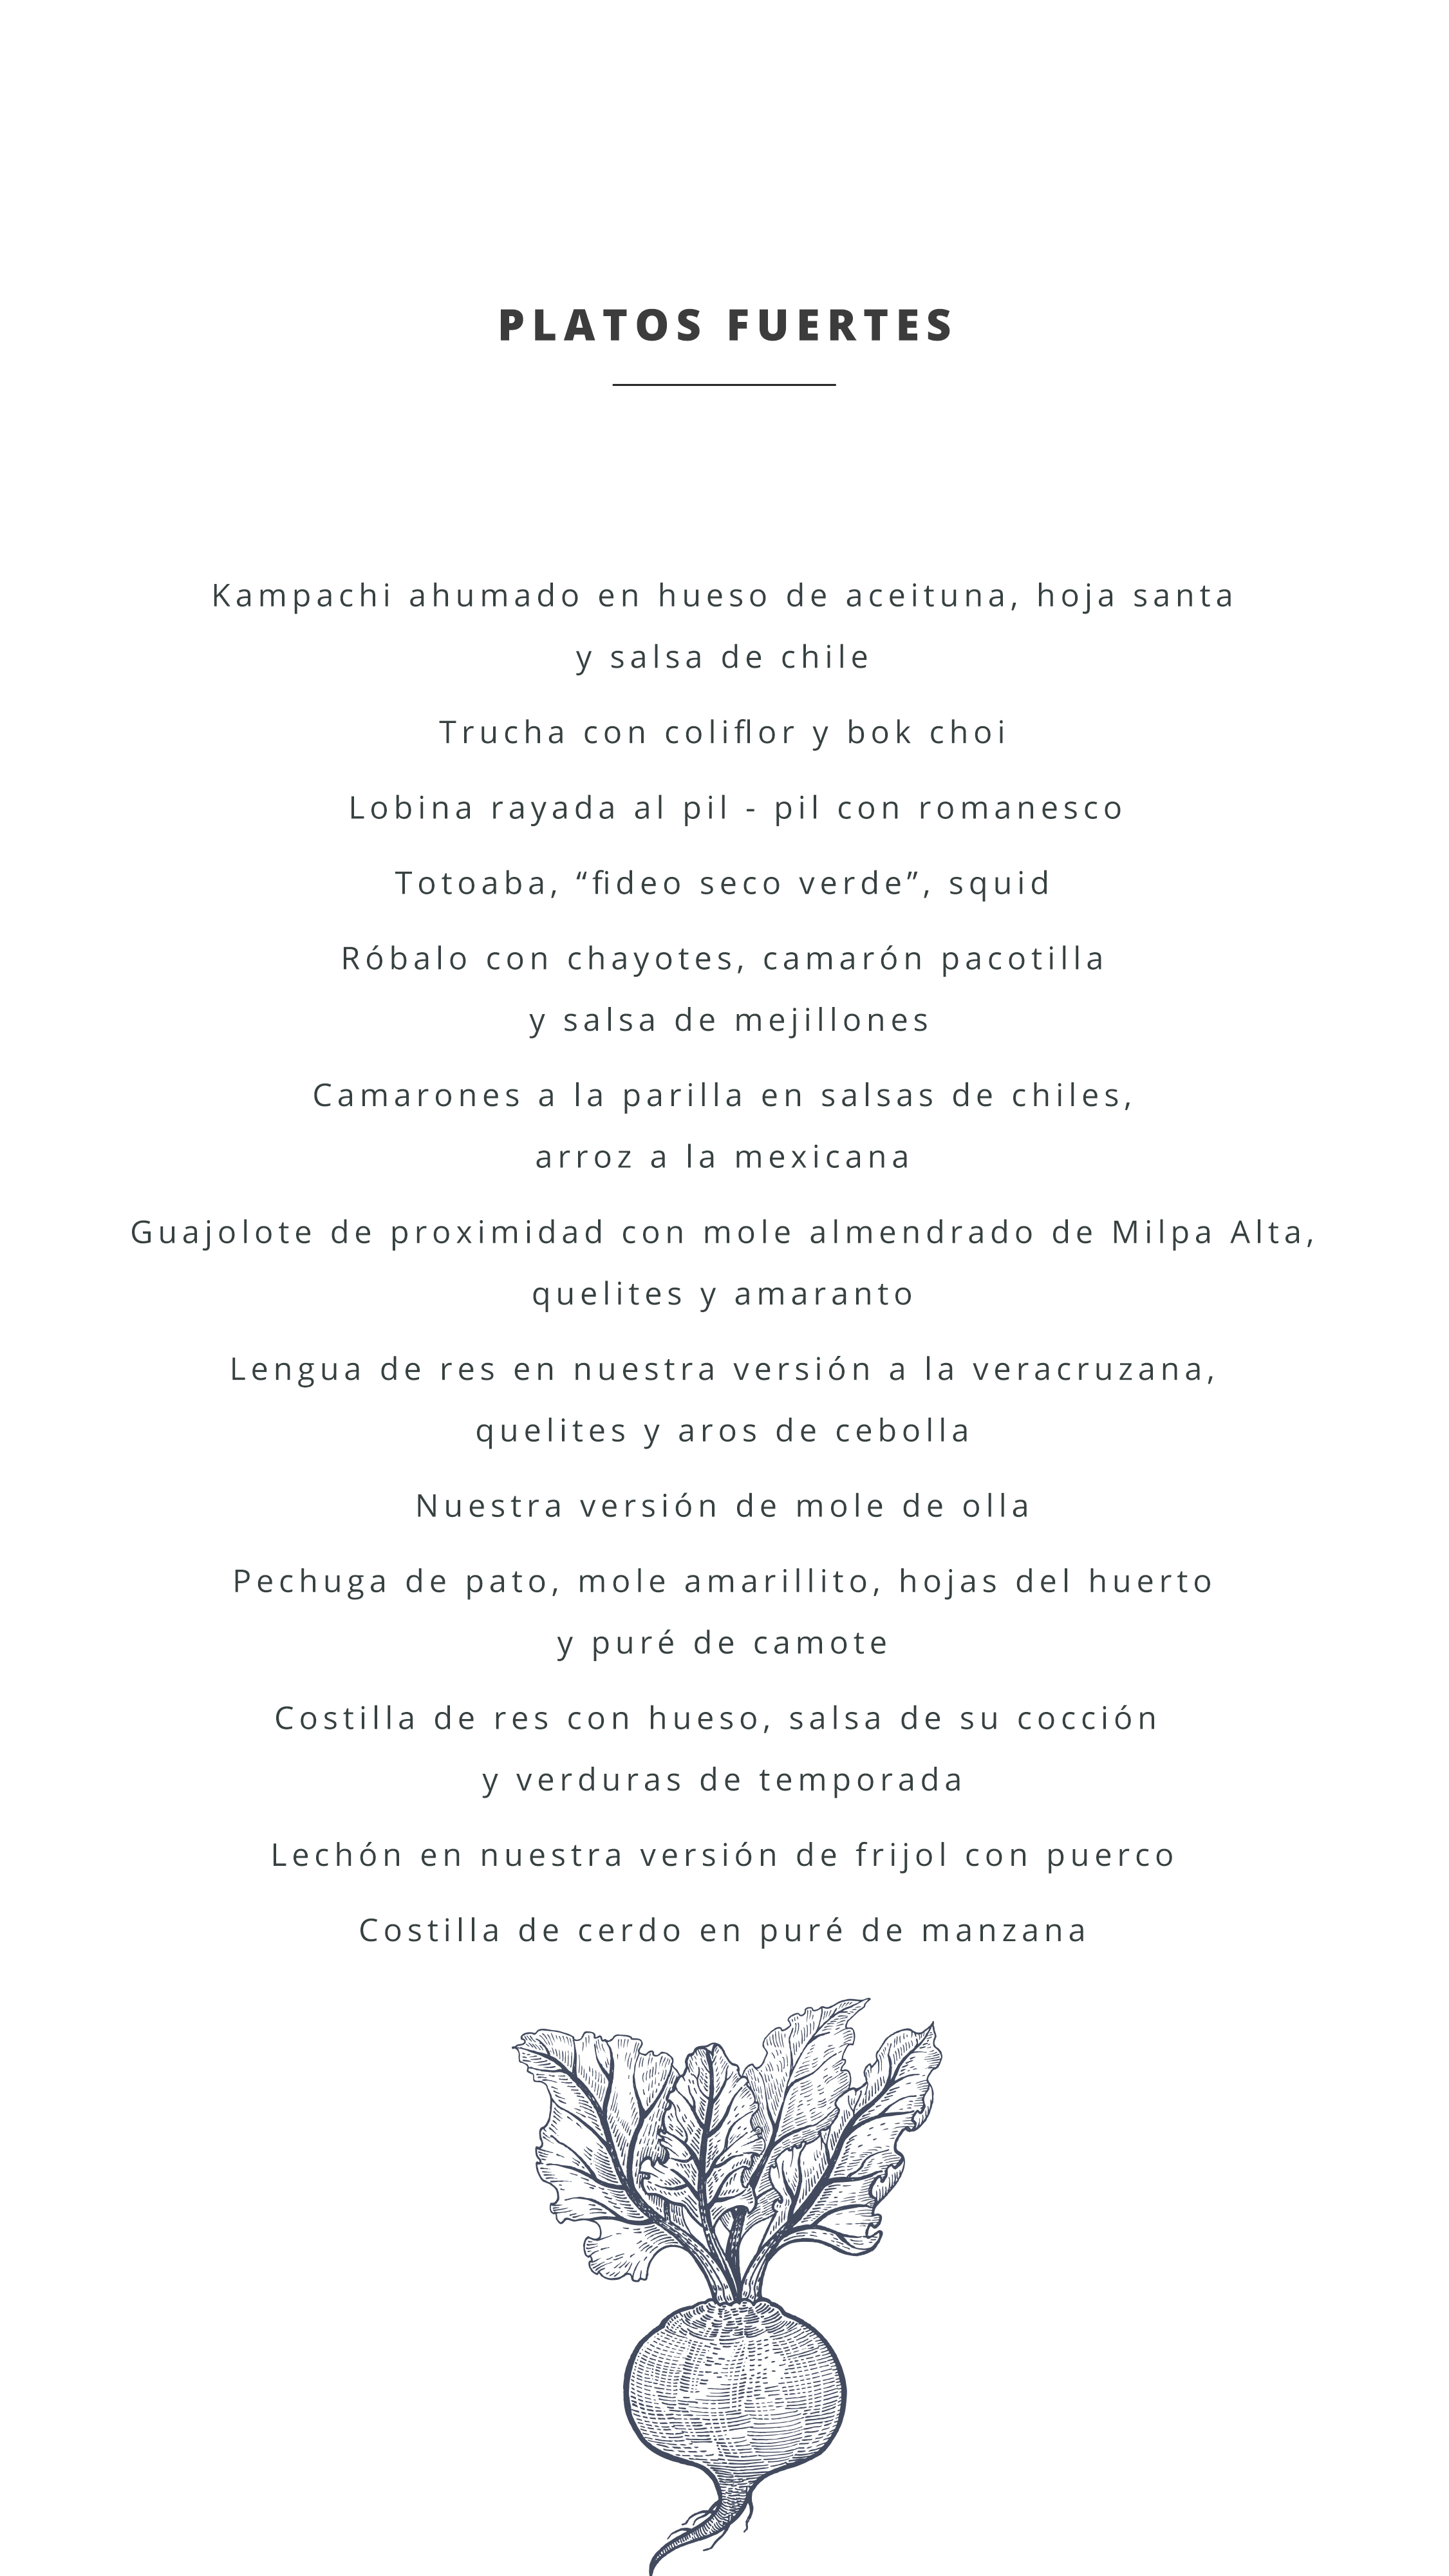 PLATOS FUERTES
Kampachi ahumado en hueso de aceituna, hoja santa
y salsa de chile
Trucha con coliflor y bok choi
Lobina rayada al pil - pil con romanesco
Totoaba, “fideo seco verde”, squid
Róbalo con chayotes, camarón pacotilla
y salsa de mejillones
Camarones a la parilla en salsas de chiles,
arroz a la mexicana
Guajolote de proximidad con mole almendrado de Milpa Alta,
quelites y amaranto
Lengua de res en nuestra versión a la veracruzana,
quelites y aros de cebolla
Nuestra versión de mole de olla
Pechuga de pato, mole amarillito, hojas del huerto
y puré de camote
Costilla de res con hueso, salsa de su cocción
y verduras de temporada
Lechón en nuestra versión de frijol con puerco
Costilla de cerdo en puré de manzana